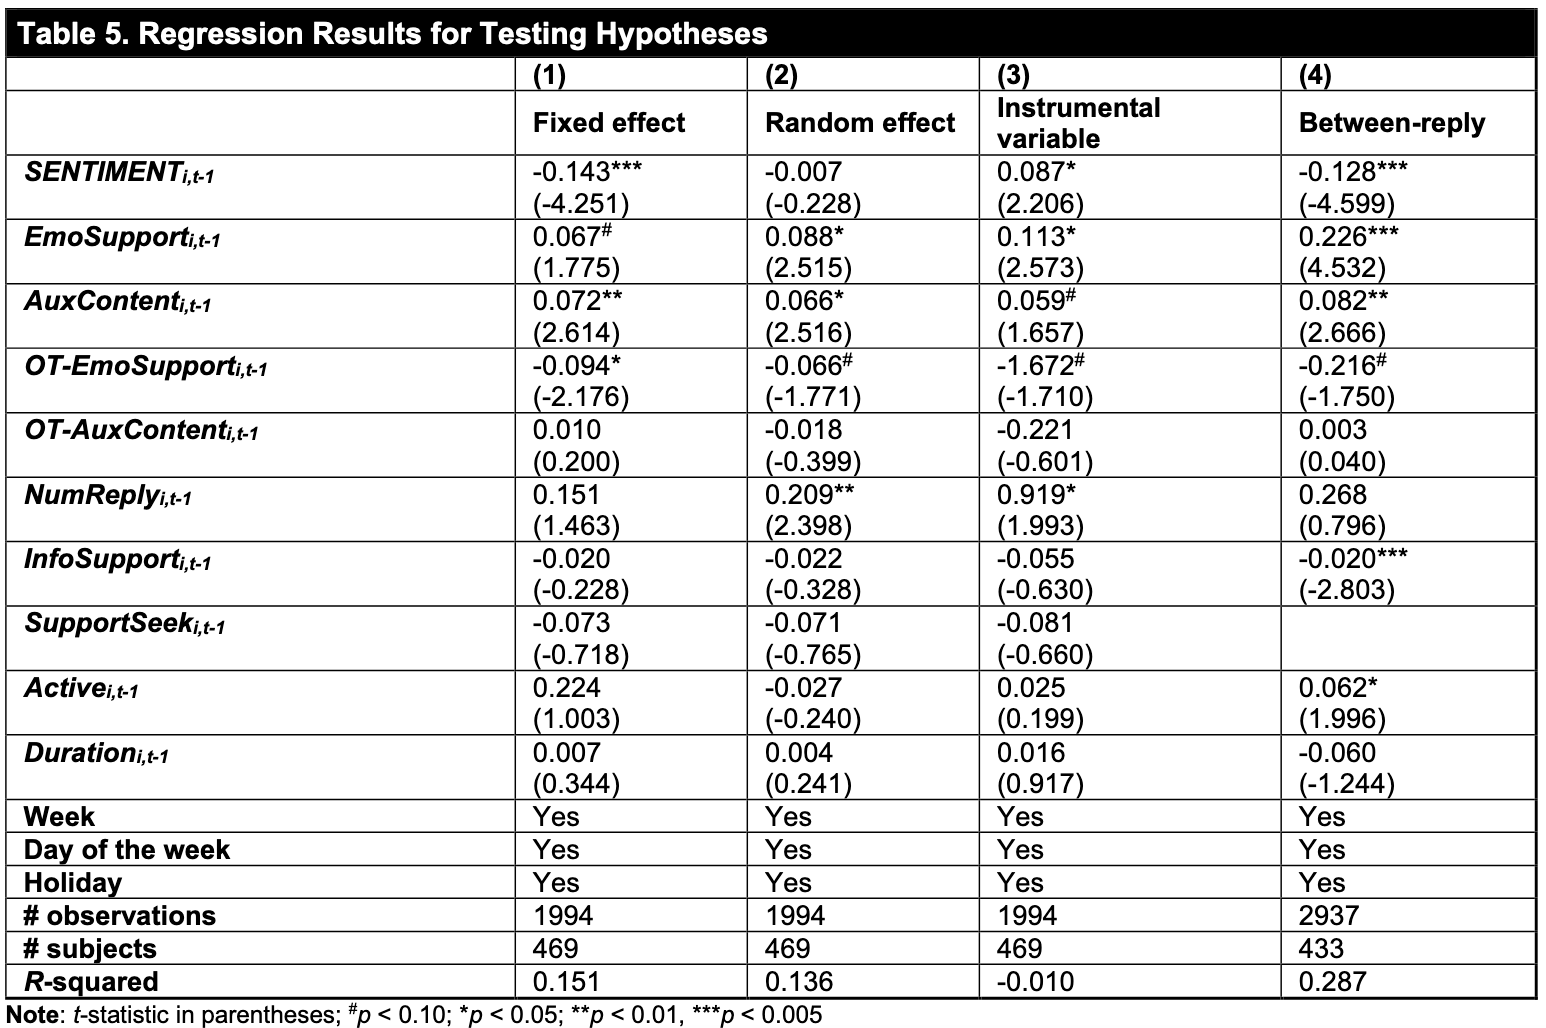 Table 5. Regression Results for Testing Hypotheses
(1) (2) (3) (4)
Fixed effect Random effect Instrumental variable Between-reply
SENTIMENTi,t-1 -0.143*** -0.007 0.087* -0.128***
(-4.251) (-0.228) (2.206) (-4.599)
EmoSupporti,t-1 0.067# 0.088* 0.113* 0.226***
(1.775) (2.515) (2.573) (4.532)
AuxContenti,t-1 0.072** 0.066* 0.059# 0.082**
(2.614) (2.516) (1.657) (2.666)
OT-EmoSupporti,t-1 -0.094* -0.066# -1.672# -0.216#
(-2.176) (-1.771) (-1.710) (-1.750)
OT-AuxContenti,t-1 0.010 -0.018 -0.221 0.003
(0.200) (-0.399) (-0.601) (0.040)
NumReplyi,t-1 0.151 0.209** 0.919* 0.268
(1.463) (2.398) (1.993) (0.796)
InfoSupporti,t-1 -0.020 -0.022 -0.055 -0.020***
(-0.228) (-0.328) (-0.630) (-2.803)
SupportSeeki,t-1 -0.073 -0.071 -0.081
(-0.718) (-0.765) (-0.660)
Activei,t-1 0.224 -0.027 0.025 0.062*
(1.003) (-0.240) (0.199) (1.996)
Durationi,t-1 0.007 0.004 0.016 -0.060
(0.344) (0.241) (0.917) (-1.244)
Week Yes Yes Yes Yes
Day of the week Yes Yes Yes Yes
Holiday Yes Yes Yes Yes
# observations 1994 1994 1994 2937
# subjects 469 469 469 433
R-squared 0.151 0.136 -0.010 0.287
Note: t-statistic in parentheses; #p < 0.10; *p < 0.05; **p < 0.01, ***p < 0.005